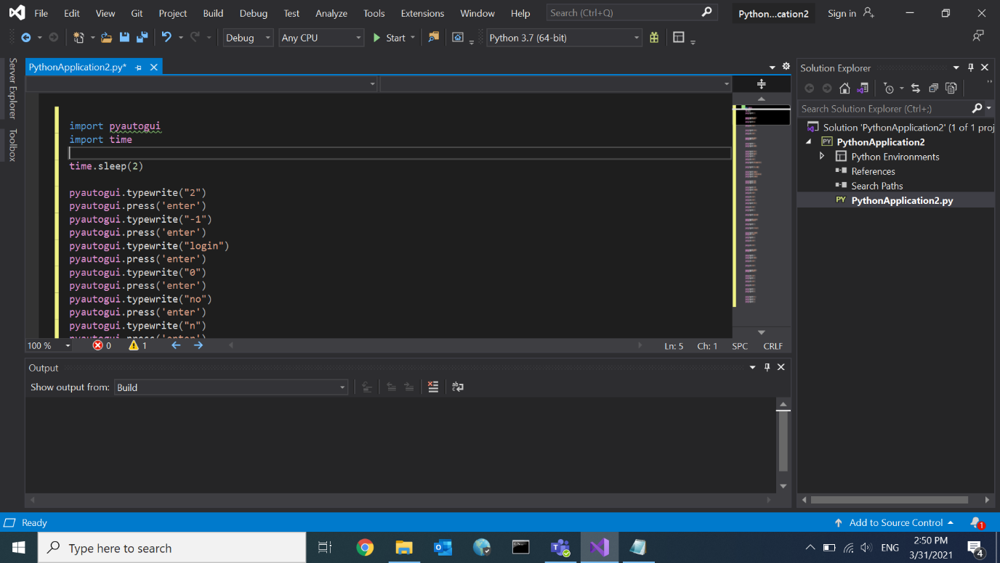 File Edit View Git Project Build Debug Test Analyze Tools Extensions Window Help Search (Ctrl+Q) Python...cation2 Sign in
Debug Any CPU Start Python 3.7 (64-bit)
Server Explorer
Toolbox
PythonApplication2.py*
import pyautogui
import time
time.sleep(2)
pyautogui.typewrite("2")
pyautogui.press('enter')
pyautogui.typewrite("-1")
pyautogui.press('enter')
pyautogui.typewrite("login")
pyautogui.press('enter')
pyautogui.typewrite("0")
pyautogui.press('enter')
pyautogui.typewrite("no")
pyautogui.press('enter')
pyautogui.typewrite("n")
pyautogui.press('enter')
100 % 0 1 Ln: 5 Ch: 1 SPC CRLF
Output
Show output from: Build
Solution Explorer
Search Solution Explorer (Ctrl+;)
Solution 'PythonApplication2' (1 of 1 proj
PY PythonApplication2
Python Environments
References
Search Paths
PY PythonApplication2.py
Ready Add to Source Control 1
Type here to search ENG 2:50 PM
3/31/2021 4